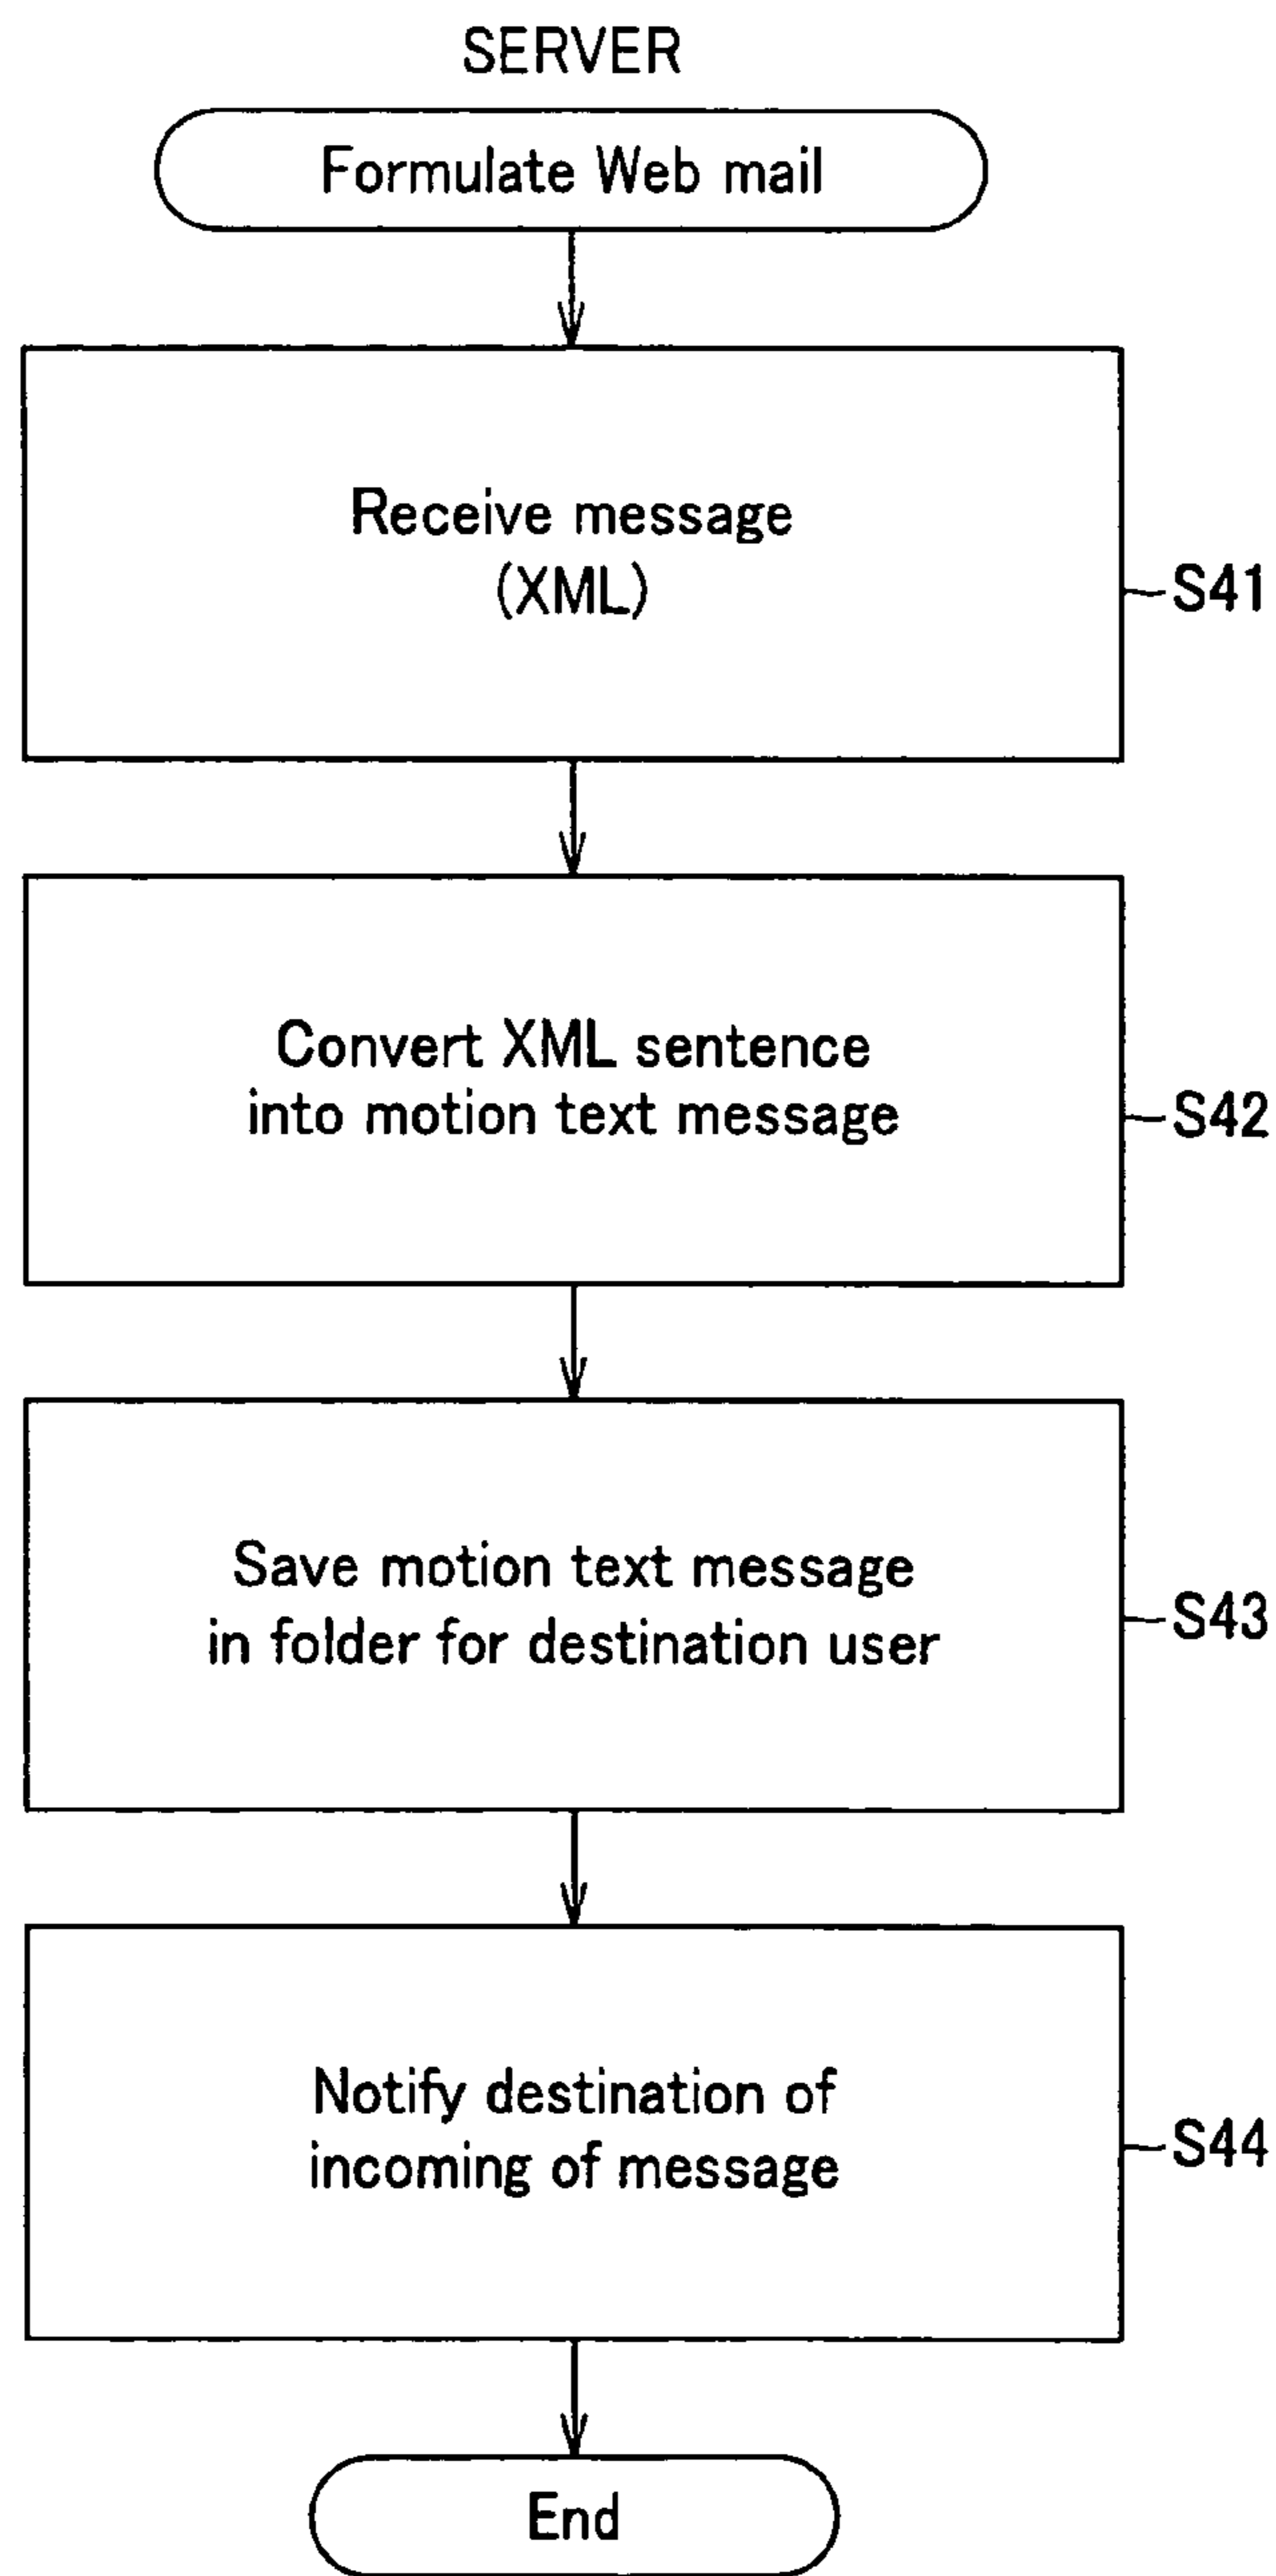 SERVER
Formulate Web mail
Receive message
(XML)
S41
Convert XML sentence
into motion text message
S42
Save motion text message
in folder for destination user
S43
Notify destination of
incoming of message
S44
End